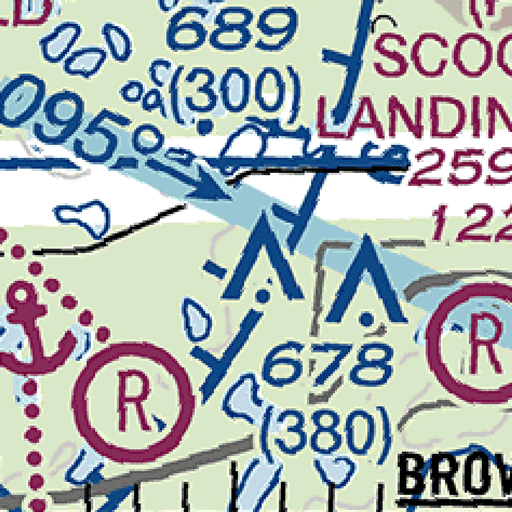 689
(300)
SCOO
LANDIN
095°
259
122
R
678
R
(380)
BROW